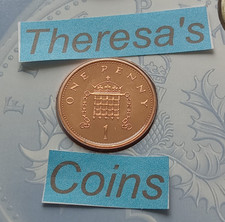 Theresa's
ONE PENNY
1
Coins